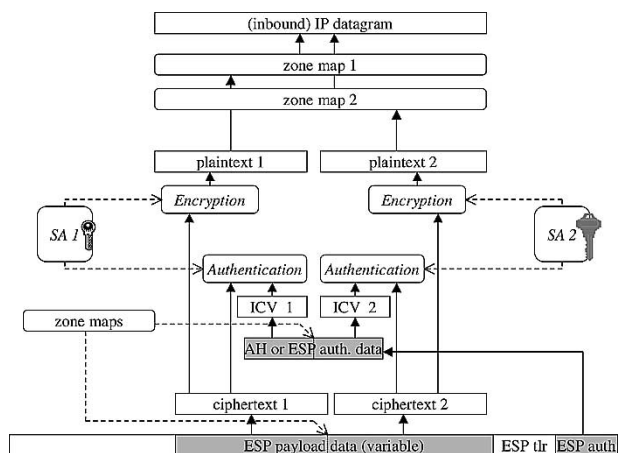 (inbound) IP datagram
zone map 1
zone map 2
plaintext 1
plaintext 2
Encryption
Encryption
SA 1
SA 2
Authentication
Authentication
ICV 1
ICV 2
zone maps
AH or ESP auth. data
ciphertext 1
ciphertext 2
ESP payload data (variable)
ESP tlr
ESP auth